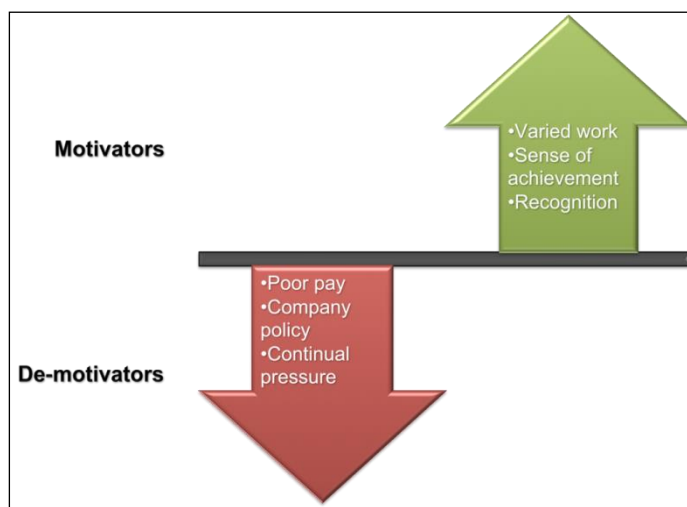 Motivators
•Varied work
•Sense of
achievement
•Recognition
•Poor pay
•Company
policy
•Continual
pressure
De-motivators